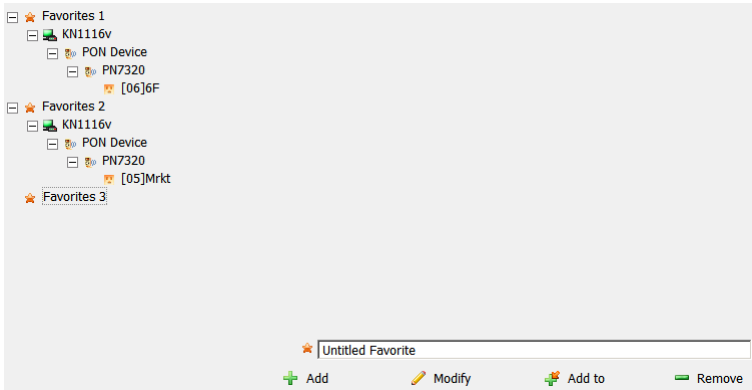 Favorites 1
KN1116v
PON Device
PN7320
[06]6F
Favorites 2
KN1116v
PON Device
PN7320
[05]Mrkt
Favorites 3
Untitled Favorite
Add Modify Add to Remove